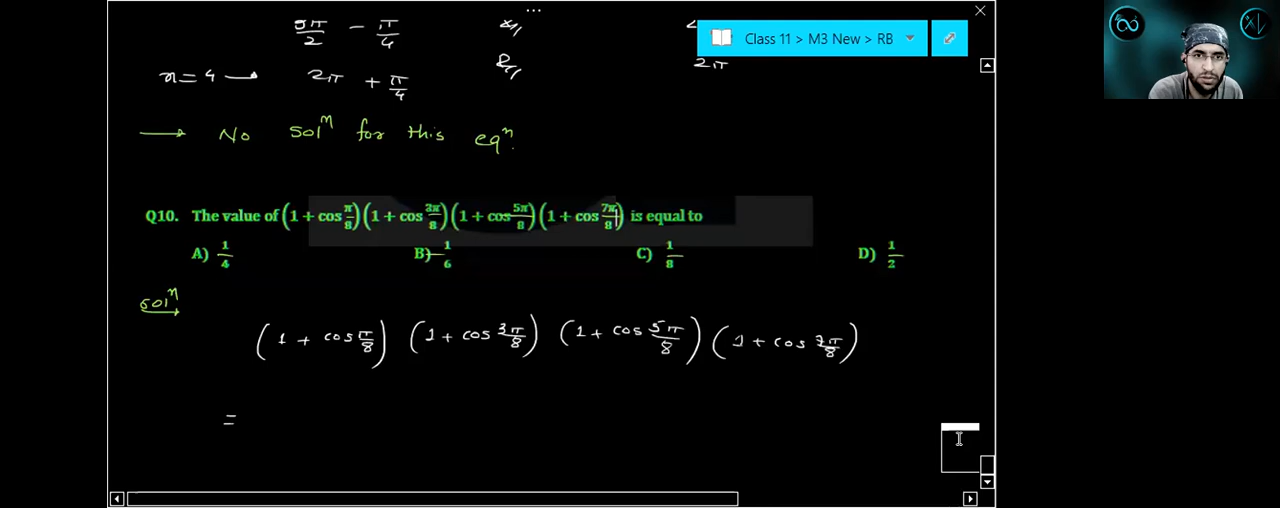 5π/2 − π/4
Class 11 > M3 New > RB
n = 4 → 2π + π/4
2π
→ No solⁿ for this eqⁿ.
Q10. The value of (1 + cos π/8)(1 + cos 3π/8)(1 + cos 5π/8)(1 + cos 7π/8) is equal to
A) 1/4 B) 1/6 C) 1/8 D) 1/2
solⁿ
(1 + cos π/8) (1 + cos 3π/8) (1 + cos 5π/8) (1 + cos 7π/8)
=